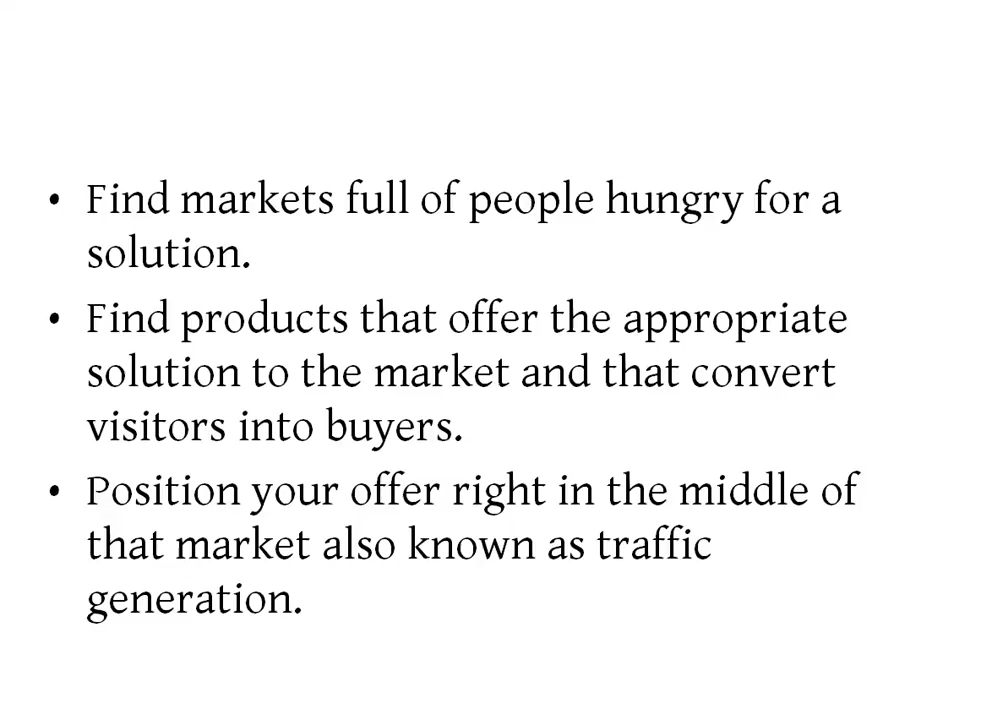 • Find markets full of people hungry for a
solution.
• Find products that offer the appropriate
solution to the market and that convert
visitors into buyers.
• Position your offer right in the middle of
that market also known as traffic
generation.